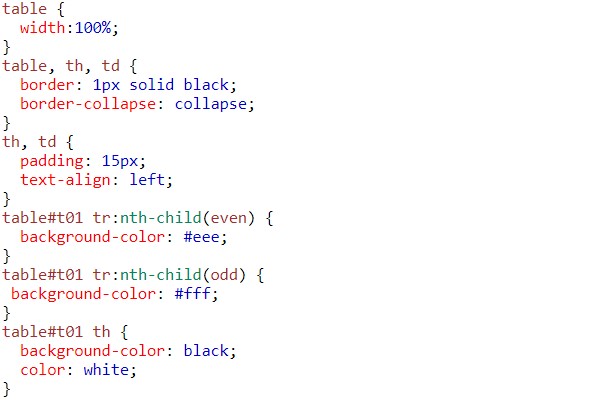 table {
  width:100%;
}
table, th, td {
  border: 1px solid black;
  border-collapse: collapse;
}
th, td {
  padding: 15px;
  text-align: left;
}
table#t01 tr:nth-child(even) {
  background-color: #eee;
}
table#t01 tr:nth-child(odd) {
 background-color: #fff;
}
table#t01 th {
  background-color: black;
  color: white;
}